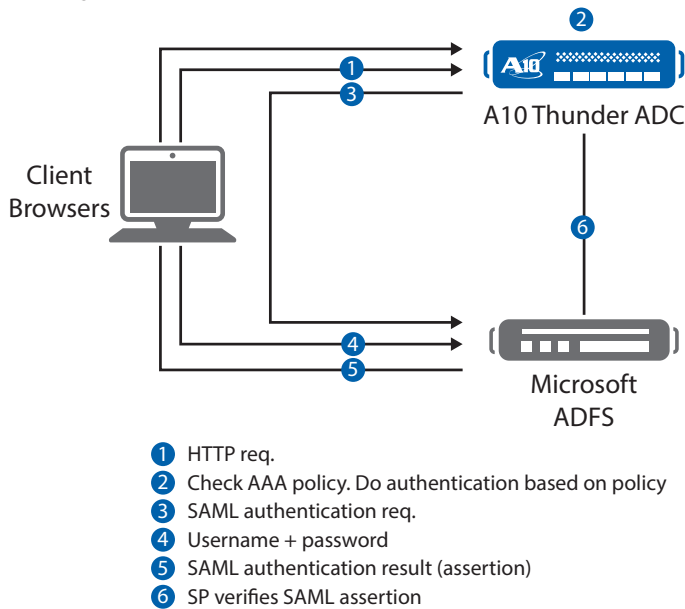 2
1
A10
3
A10 Thunder ADC
Client
Browsers
6
4
5
Microsoft
ADFS
1 HTTP req.
2 Check AAA policy. Do authentication based on policy
3 SAML authentication req.
4 Username + password
5 SAML authentication result (assertion)
6 SP verifies SAML assertion